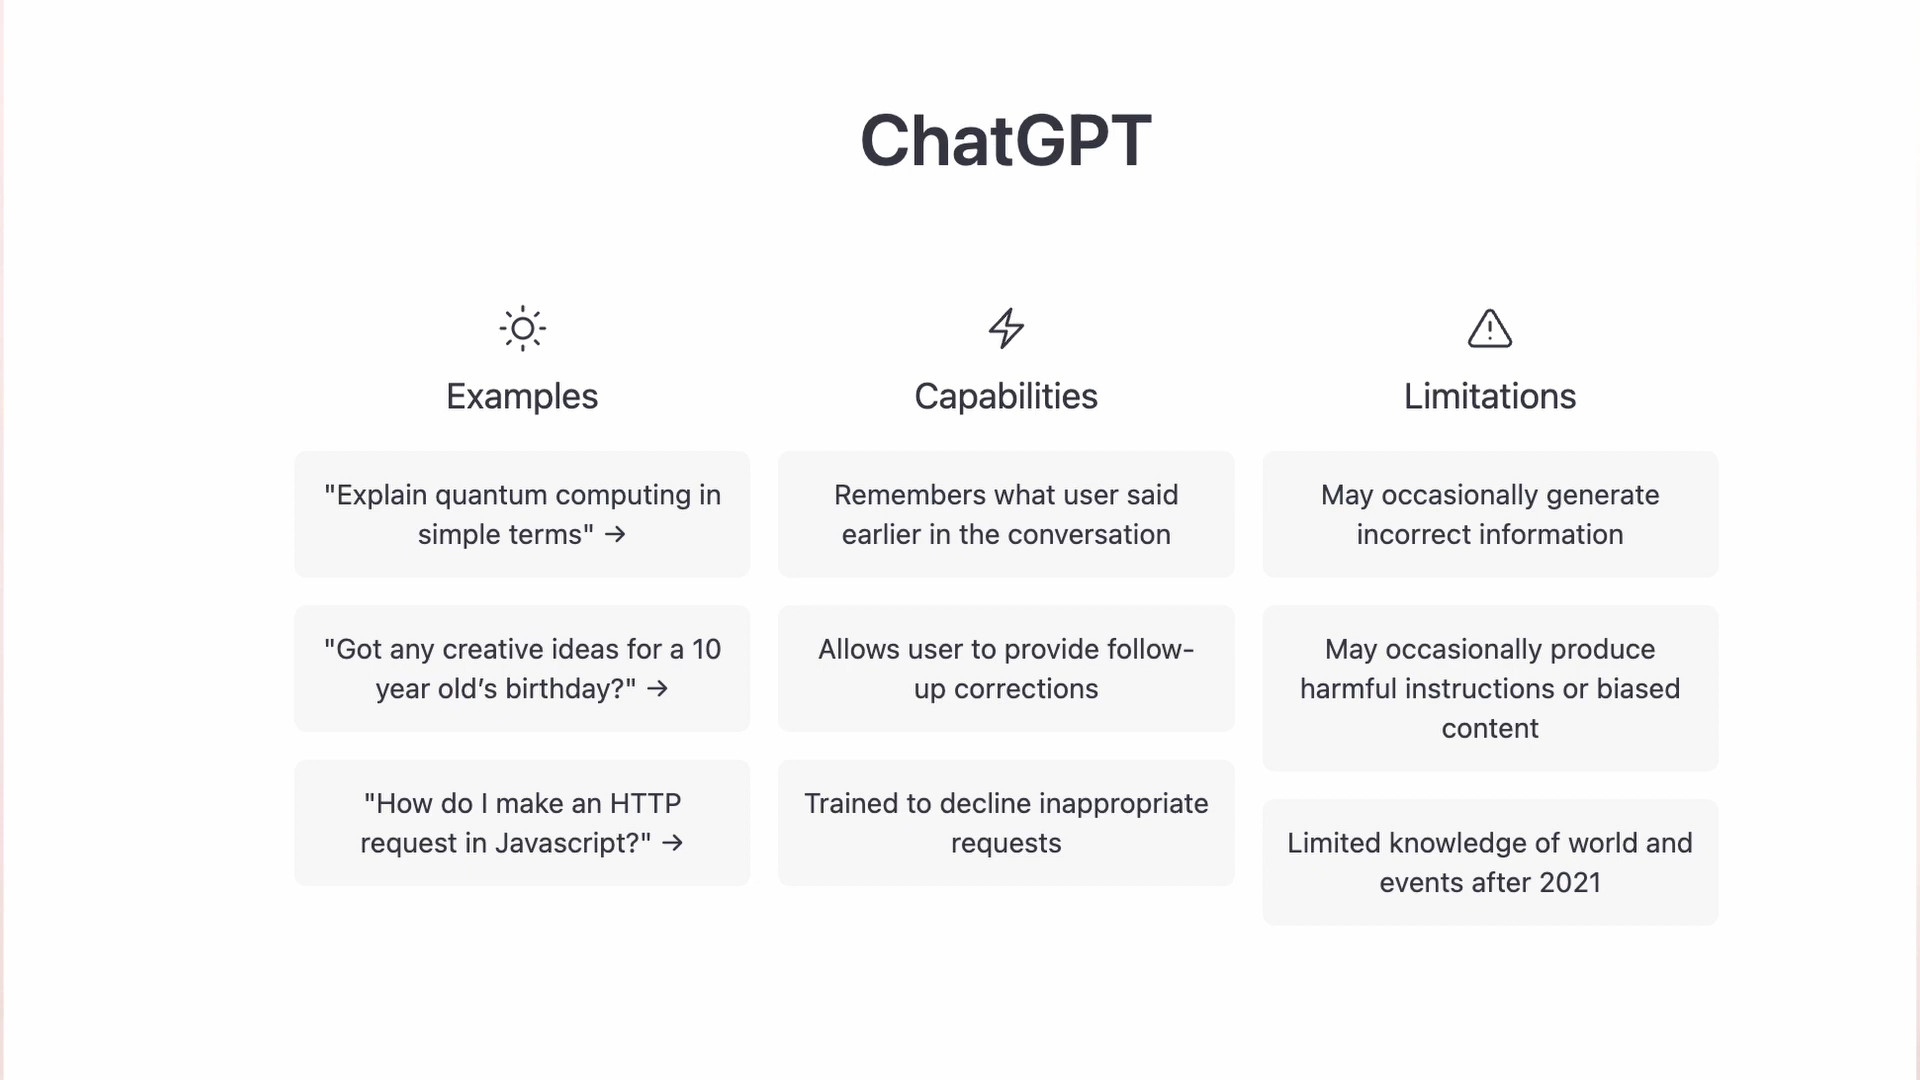 ChatGPT
Examples
"Explain quantum computing in
simple terms" →
"Got any creative ideas for a 10
year old’s birthday?" →
"How do I make an HTTP
request in Javascript?" →
Capabilities
Remembers what user said
earlier in the conversation
Allows user to provide follow-
up corrections
Trained to decline inappropriate
requests
Limitations
May occasionally generate
incorrect information
May occasionally produce
harmful instructions or biased
content
Limited knowledge of world and
events after 2021